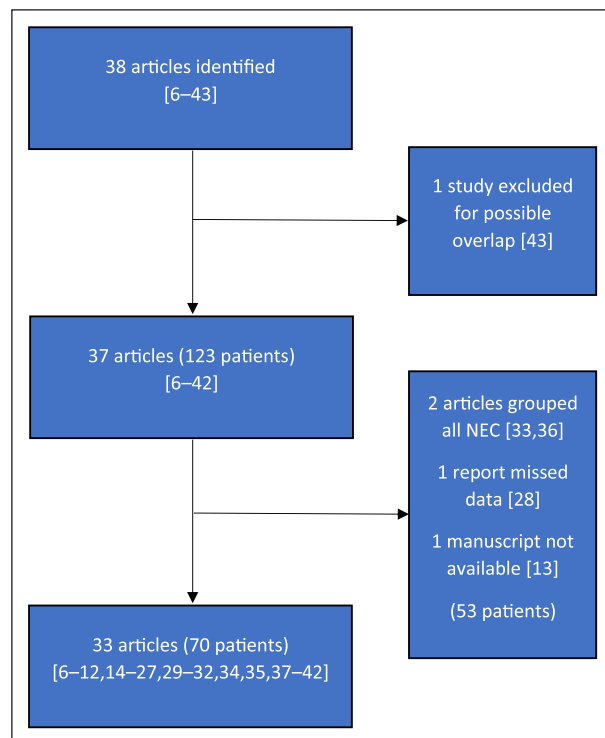 38 articles identified
[6–43]
1 study excluded
for possible
overlap [43]
37 articles (123 patients)
[6–42]
2 articles grouped
all NEC [33,36]
1 report missed
data [28]
1 manuscript not
available [13]
(53 patients)
33 articles (70 patients)
[6–12,14–27,29–32,34,35,37–42]